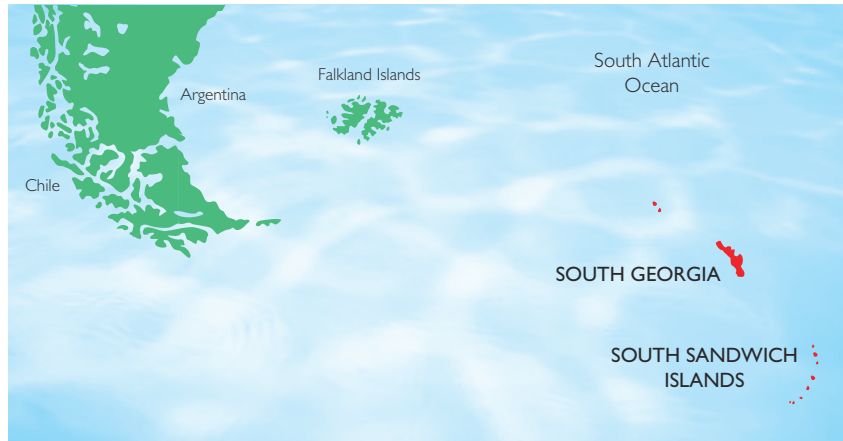 South Atlantic
Ocean
Falkland Islands
Argentina
Chile
SOUTH GEORGIA
SOUTH SANDWICH
ISLANDS